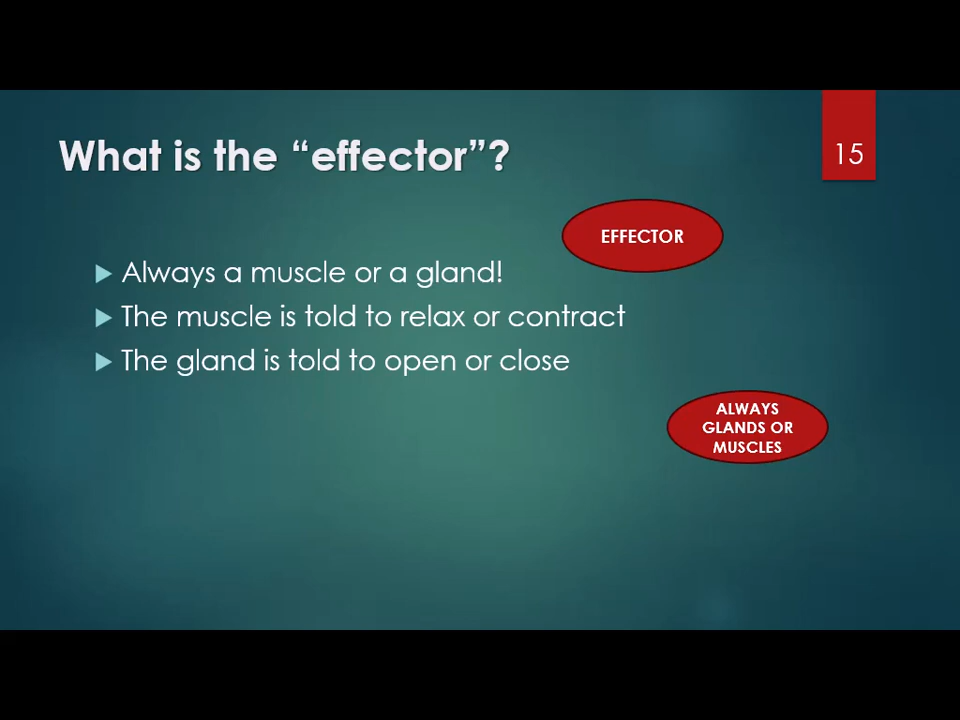 What is the “effector”?
15
EFFECTOR
Always a muscle or a gland!
The muscle is told to relax or contract
The gland is told to open or close
ALWAYS
GLANDS OR
MUSCLES